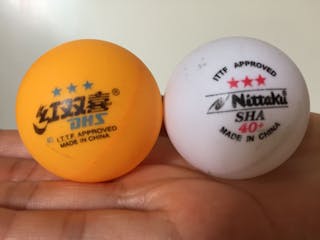 ★★★
红双喜®
DHS
I.T.T.F APPROVED
MADE IN CHINA
ITTF APPROVED
★★★
Nittaku
SHA
40+
MADE IN CHINA